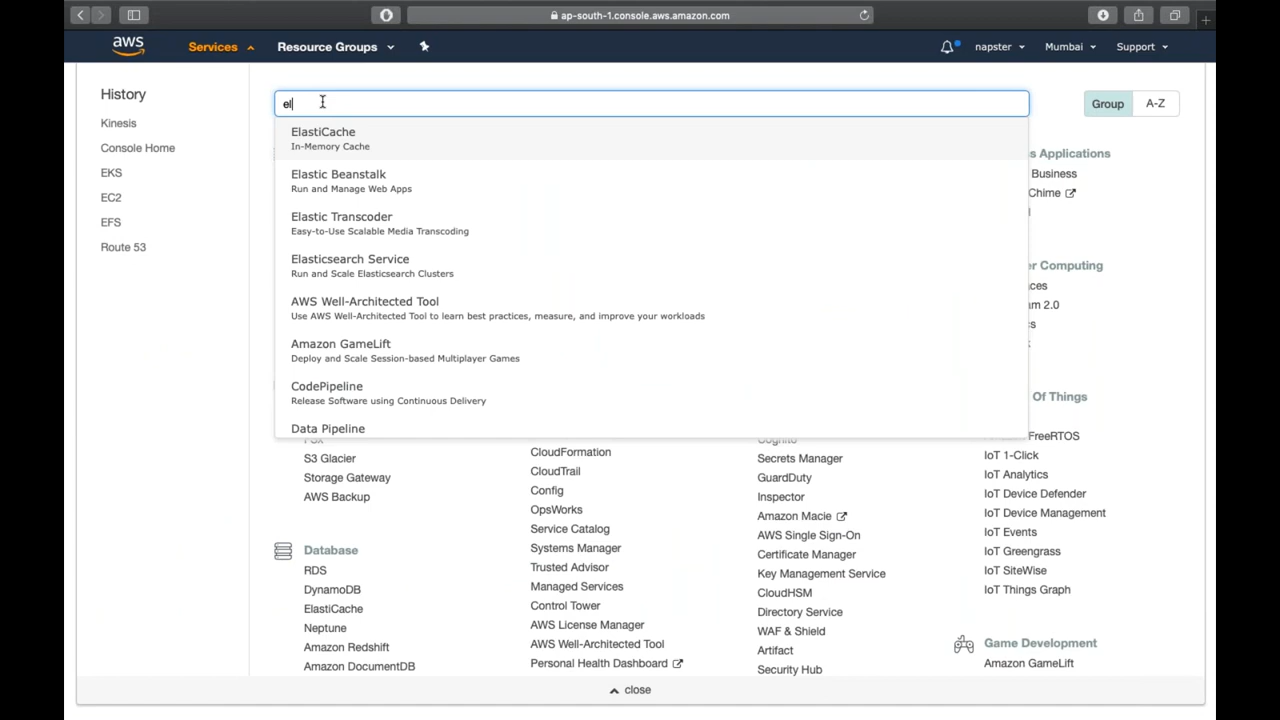 ap-south-1.console.aws.amazon.com
aws
Services
Resource Groups
napster
Mumbai
Support
History
Kinesis
Console Home
EKS
EC2
EFS
Route 53
el
Group
A-Z
ElastiCache
In-Memory Cache
Elastic Beanstalk
Run and Manage Web Apps
Elastic Transcoder
Easy-to-Use Scalable Media Transcoding
Elasticsearch Service
Run and Scale Elasticsearch Clusters
AWS Well-Architected Tool
Use AWS Well-Architected Tool to learn best practices, measure, and improve your workloads
Amazon GameLift
Deploy and Scale Session-based Multiplayer Games
CodePipeline
Release Software using Continuous Delivery
Data Pipeline
S3 Glacier
Storage Gateway
AWS Backup
Database
RDS
DynamoDB
ElastiCache
Neptune
Amazon Redshift
Amazon DocumentDB
CloudFormation
CloudTrail
Config
OpsWorks
Service Catalog
Systems Manager
Trusted Advisor
Managed Services
Control Tower
AWS License Manager
AWS Well-Architected Tool
Personal Health Dashboard
Cognito
Secrets Manager
GuardDuty
Inspector
Amazon Macie
AWS Single Sign-On
Certificate Manager
Key Management Service
CloudHSM
Directory Service
WAF & Shield
Artifact
Security Hub
s Applications
Business
Chime
er Computing
ces
m 2.0
s
Of Things
FreeRTOS
IoT 1-Click
IoT Analytics
IoT Device Defender
IoT Device Management
IoT Events
IoT Greengrass
IoT SiteWise
IoT Things Graph
Game Development
Amazon GameLift
close